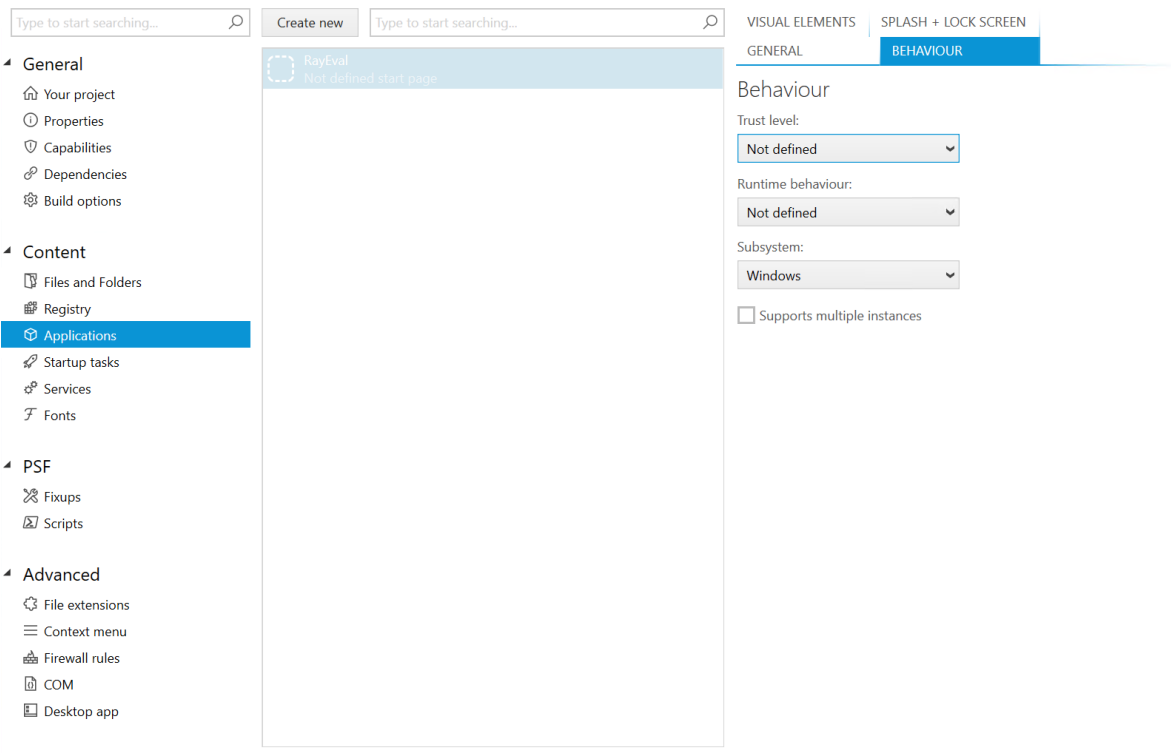 Type to start searching...
General
Your project
Properties
Capabilities
Dependencies
Build options
Content
Files and Folders
Registry
Applications
Startup tasks
Services
Fonts
PSF
Fixups
Scripts
Advanced
File extensions
Context menu
Firewall rules
COM
Desktop app
Create new
Type to start searching...
RayEval
Not defined start page
VISUAL ELEMENTS
SPLASH + LOCK SCREEN
GENERAL
BEHAVIOUR
Behaviour
Trust level:
Not defined
Runtime behaviour:
Not defined
Subsystem:
Windows
Supports multiple instances